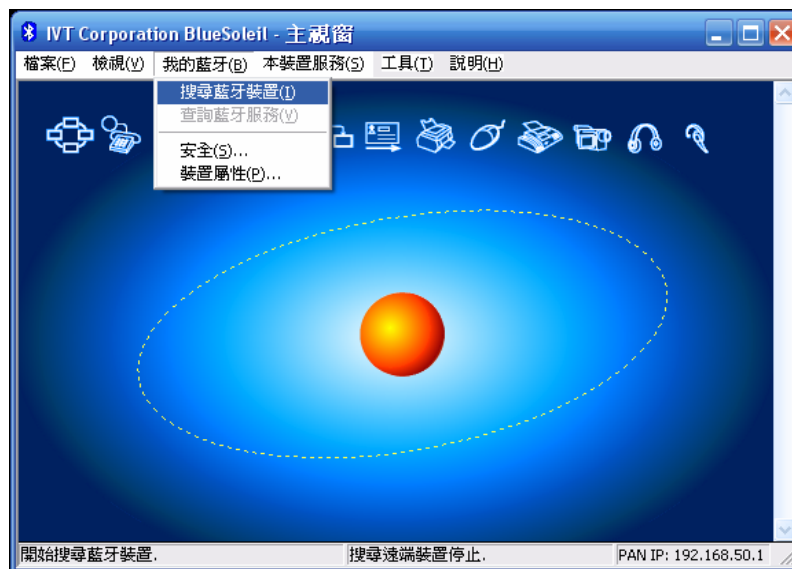 IVT Corporation BlueSoleil - 主視窗
檔案(F) 檢視(V) 我的藍牙(B) 本裝置服務(S) 工具(T) 說明(H)
搜尋藍牙裝置(I)
查詢藍牙服務(V)
安全(S)...
裝置屬性(P)...
開始搜尋藍牙裝置. 搜尋遠端裝置停止. PAN IP: 192.168.50.1